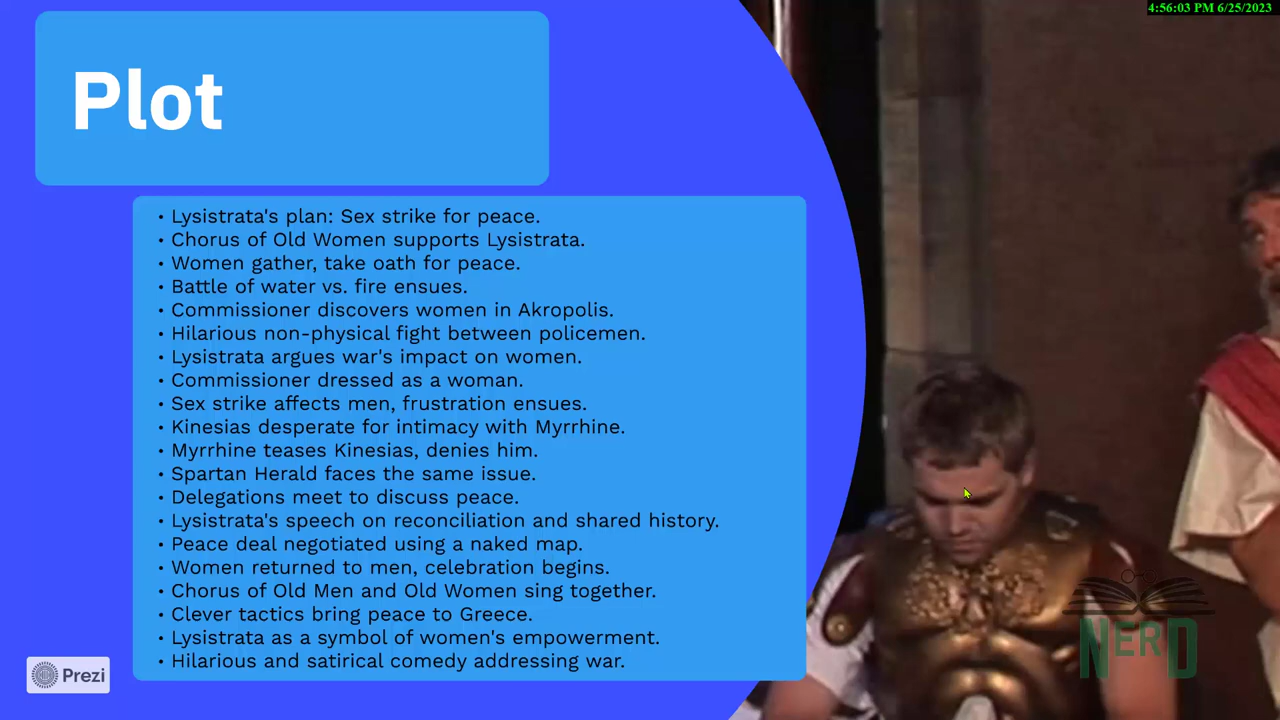 4:56:03 PM 6/25/2023
Plot
• Lysistrata's plan: Sex strike for peace.
• Chorus of Old Women supports Lysistrata.
• Women gather, take oath for peace.
• Battle of water vs. fire ensues.
• Commissioner discovers women in Akropolis.
• Hilarious non-physical fight between policemen.
• Lysistrata argues war's impact on women.
• Commissioner dressed as a woman.
• Sex strike affects men, frustration ensues.
• Kinesias desperate for intimacy with Myrrhine.
• Myrrhine teases Kinesias, denies him.
• Spartan Herald faces the same issue.
• Delegations meet to discuss peace.
• Lysistrata's speech on reconciliation and shared history.
• Peace deal negotiated using a naked map.
• Women returned to men, celebration begins.
• Chorus of Old Men and Old Women sing together.
• Clever tactics bring peace to Greece.
• Lysistrata as a symbol of women's empowerment.
• Hilarious and satirical comedy addressing war.
Prezi
NERD